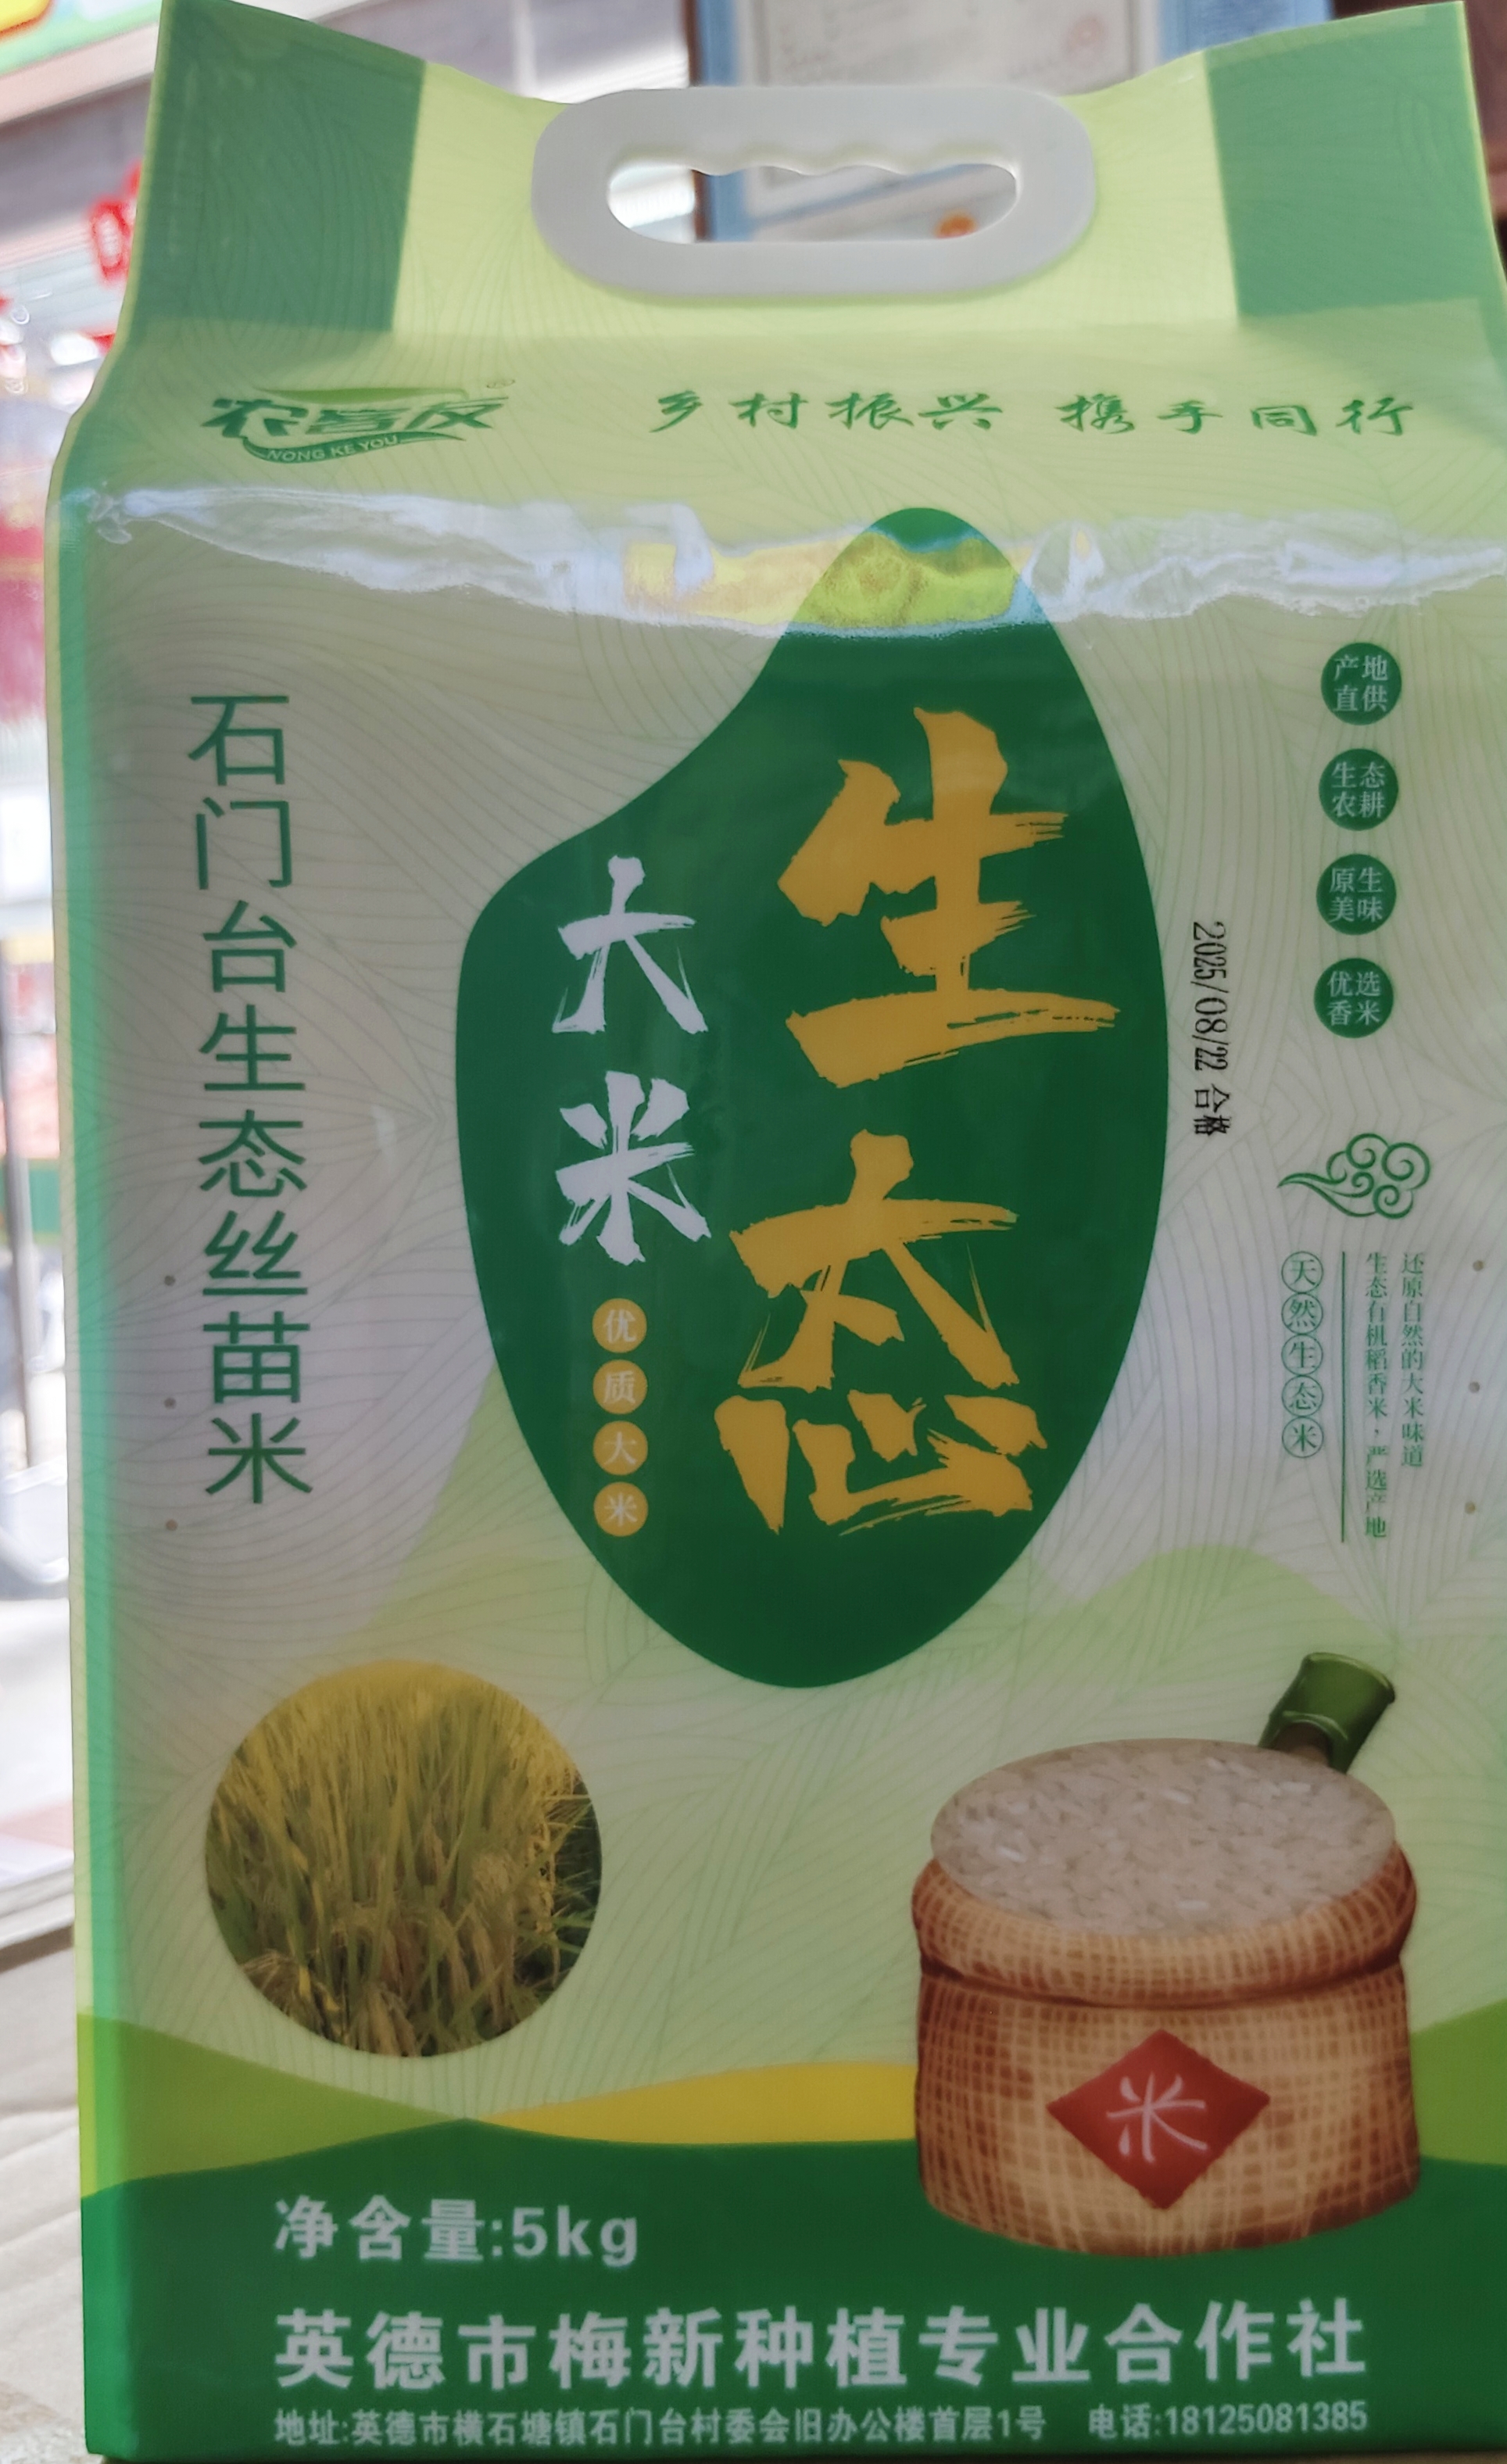 农客友
NONG KE YOU
乡村振兴 携手同行
石门台生态丝苗米
生态
大米
优质大米
产地
直供
生态
农耕
原生
美味
优选
香米
2025/08/22 合格
还原自然的大米味道
生态有机稻香米，严选产地
天然生态米
米
净含量:5kg
英德市梅新种植专业合作社
地址:英德市横石塘镇石门台村委会旧办公楼首层1号 电话:18125081385